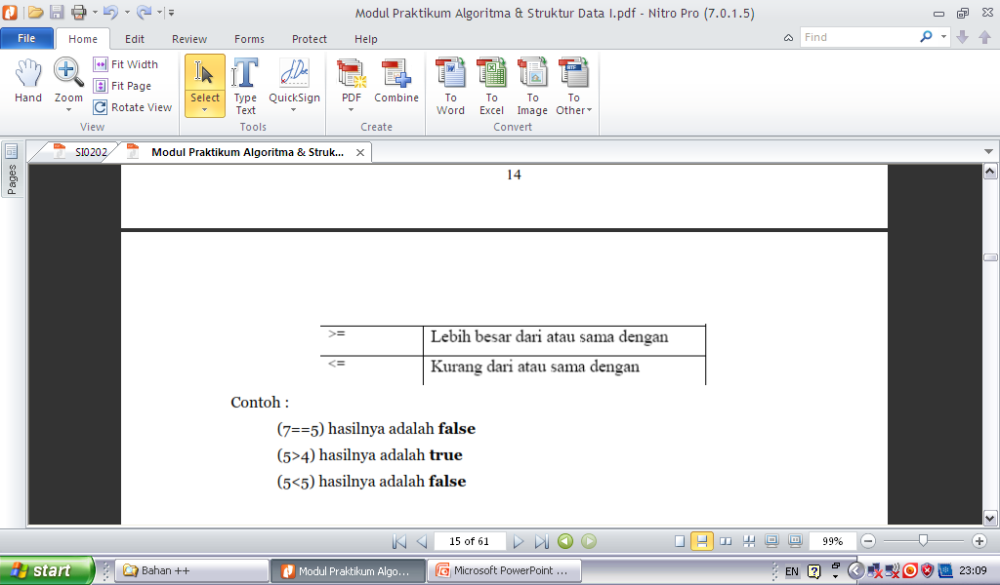 Modul Praktikum Algoritma & Struktur Data I.pdf - Nitro Pro (7.0.1.5)
File Home Edit Review Forms Protect Help Find
Hand Zoom Fit Width Fit Page Rotate View
View
Select Type Text QuickSign
Tools
PDF Combine
Create
To Word To Excel To Image To Other
Convert
SI0202 Modul Praktikum Algoritma & Struk...
Pages
14
>= Lebih besar dari atau sama dengan
<= Kurang dari atau sama dengan
Contoh :
(7==5) hasilnya adalah false
(5>4) hasilnya adalah true
(5<5) hasilnya adalah false
15 of 61 99%
start Bahan ++ Modul Praktikum Algo... Microsoft PowerPoint ... EN 23:09